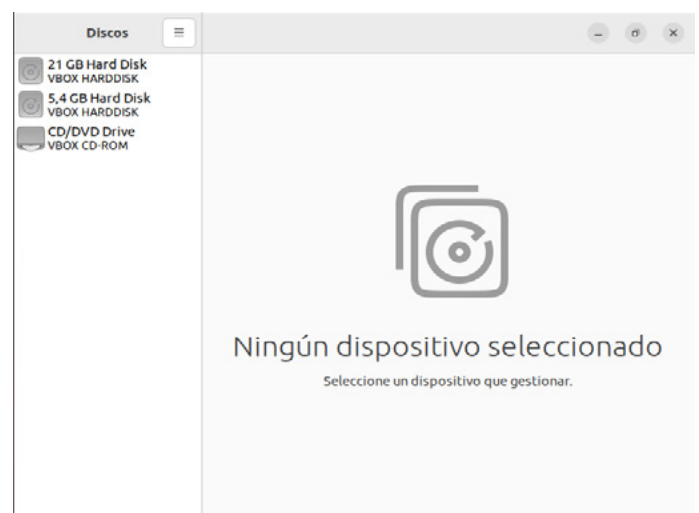 Discos
21 GB Hard Disk
VBOX HARDDISK
5,4 GB Hard Disk
VBOX HARDDISK
CD/DVD Drive
VBOX CD-ROM
Ningún dispositivo seleccionado
Seleccione un dispositivo que gestionar.